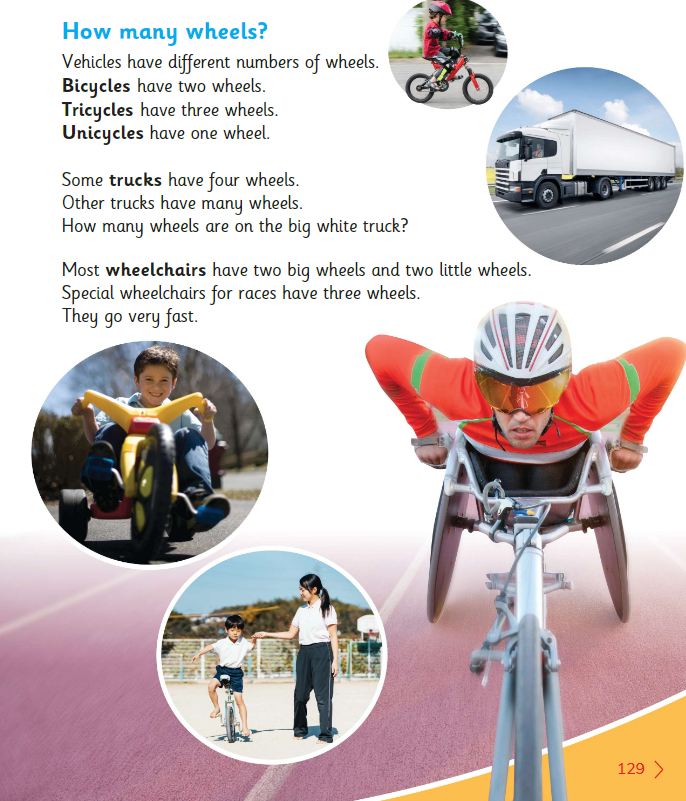 How many wheels?
Vehicles have different numbers of wheels.
Bicycles have two wheels.
Tricycles have three wheels.
Unicycles have one wheel.
Some trucks have four wheels.
Other trucks have many wheels.
How many wheels are on the big white truck?
Most wheelchairs have two big wheels and two little wheels.
Special wheelchairs for races have three wheels.
They go very fast.
129